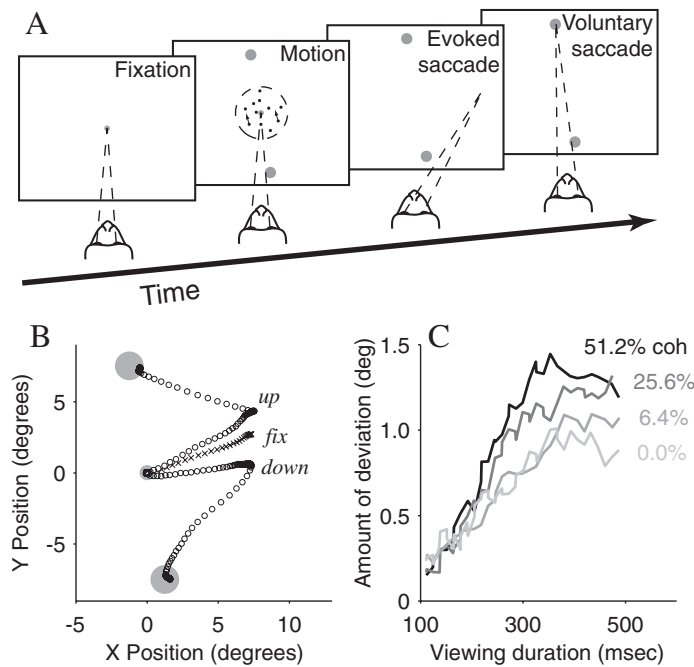 A
Fixation
Motion
Evoked
saccade
Voluntary
saccade
Time
B
Y Position (degrees)
5
0
-5
up
fix
down
-5 0 5 10
X Position (degrees)
C
Amount of deviation (deg)
1.5
1.0
0.5
0
51.2% coh
25.6%
6.4%
0.0%
100 300 500
Viewing duration (msec)